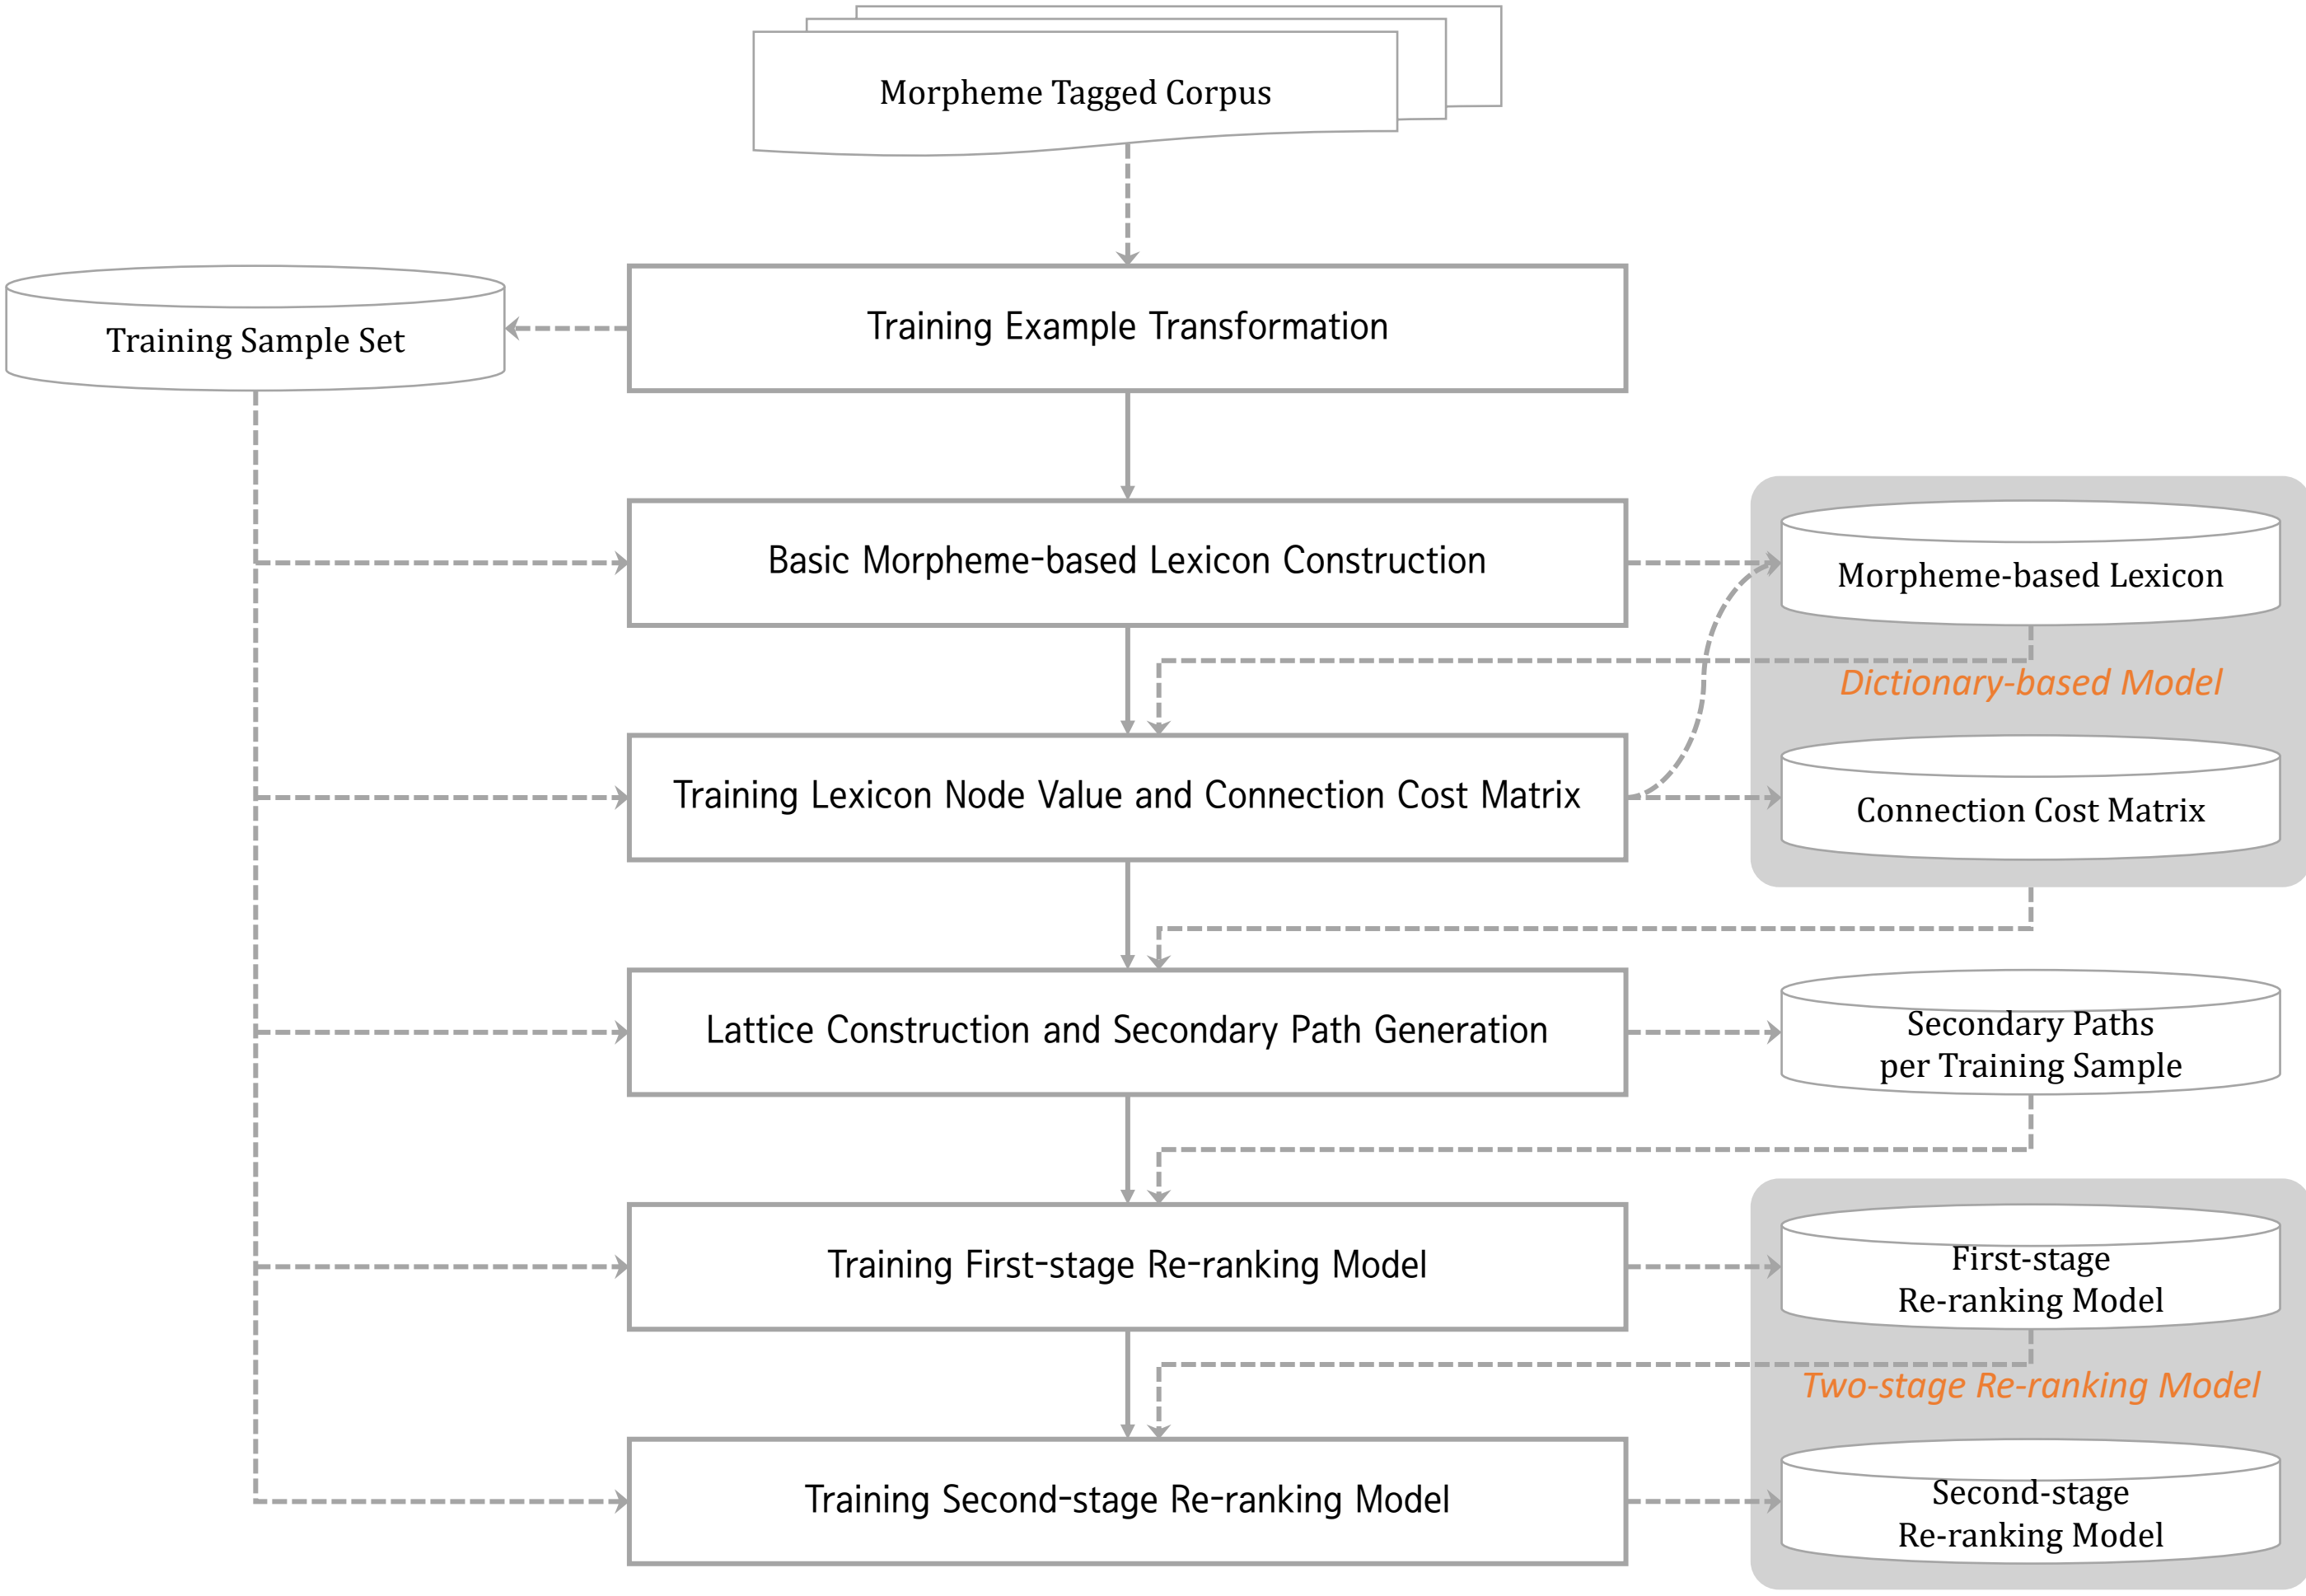 Morpheme Tagged Corpus
Training Sample Set
Training Example Transformation
Basic Morpheme-based Lexicon Construction
Morpheme-based Lexicon
Dictionary-based Model
Training Lexicon Node Value and Connection Cost Matrix
Connection Cost Matrix
Lattice Construction and Secondary Path Generation
Secondary Paths
per Training Sample
Training First-stage Re-ranking Model
First-stage
Re-ranking Model
Two-stage Re-ranking Model
Training Second-stage Re-ranking Model
Second-stage
Re-ranking Model